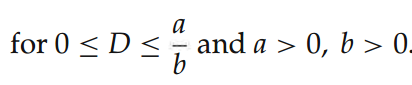 for 0 ≤ D ≤ a/b and a > 0, b > 0.